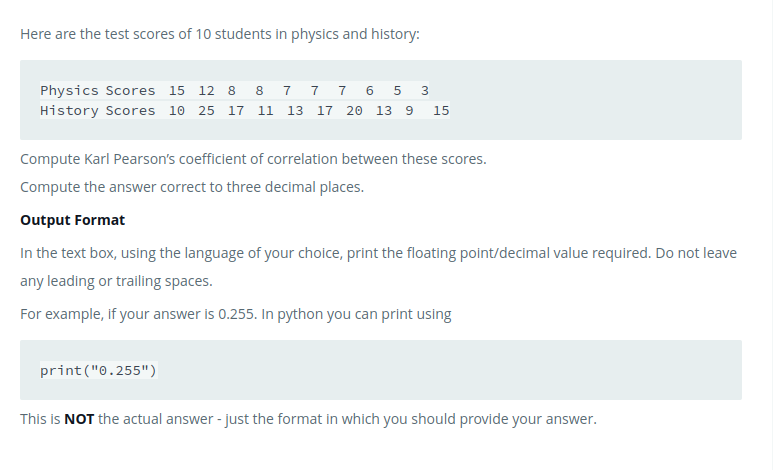 Here are the test scores of 10 students in physics and history:
Physics Scores 15 12 8 8 7 7 7 6 5 3
History Scores 10 25 17 11 13 17 20 13 9 15
Compute Karl Pearson's coefficient of correlation between these scores.
Compute the answer correct to three decimal places.
Output Format
In the text box, using the language of your choice, print the floating point/decimal value required. Do not leave
any leading or trailing spaces.
For example, if your answer is 0.255. In python you can print using
print("0.255")
This is NOT the actual answer - just the format in which you should provide your answer.